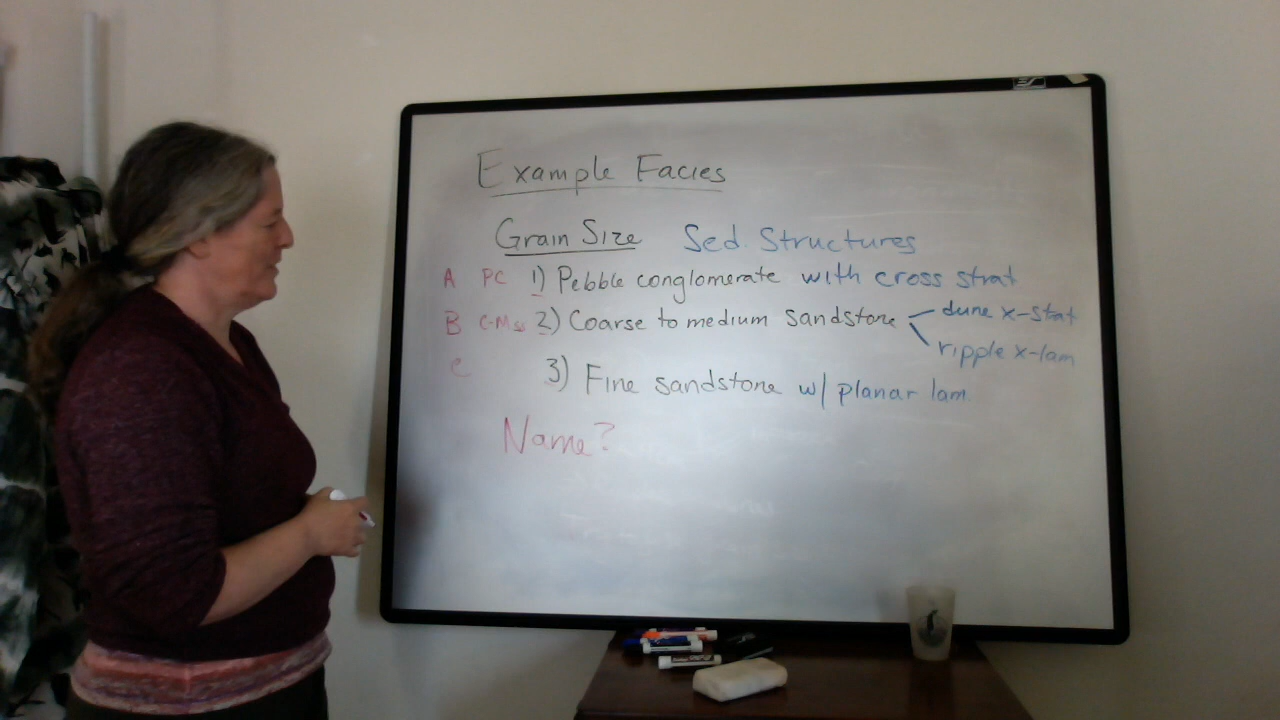 Example Facies
Grain Size Sed. Structures
A PC 1) Pebble conglomerate with cross strat
B C-Mss 2) Coarse to medium sandstone dune x-strat
ripple x-lam
C 3) Fine sandstone w/ planar lam.
Name?